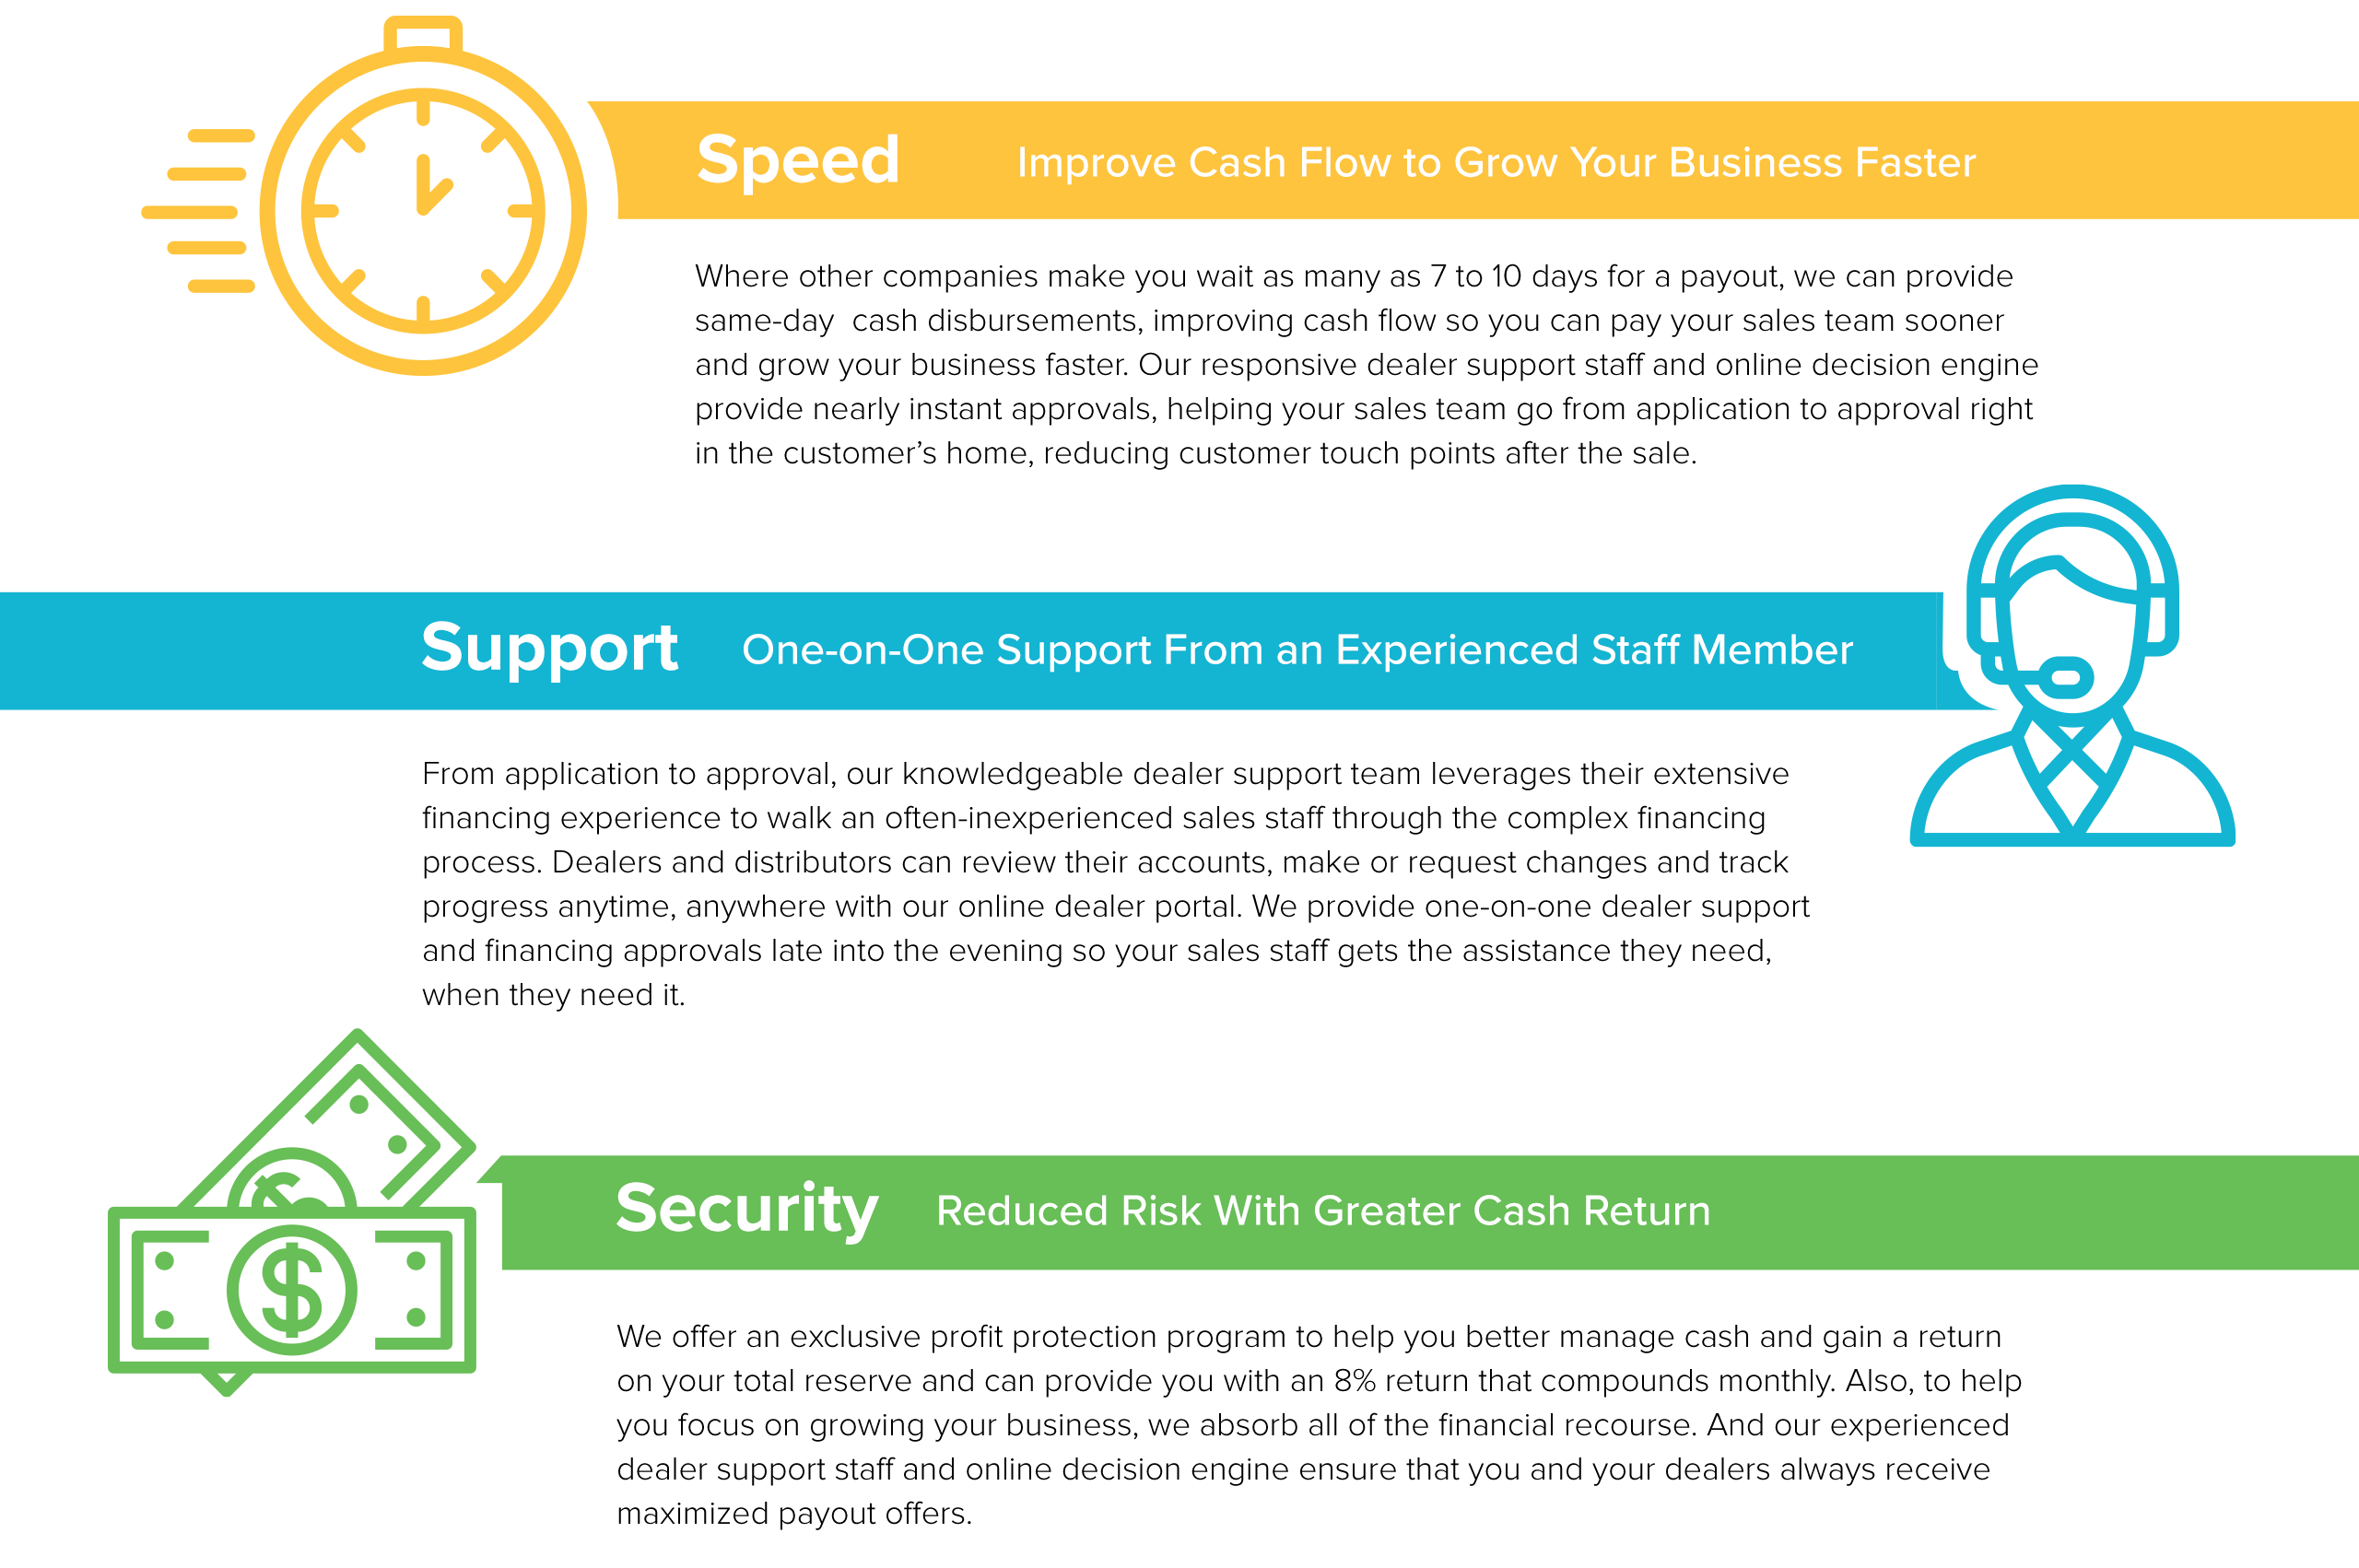 Speed Improve Cash Flow to Grow Your Business Faster
Where other companies make you wait as many as 7 to 10 days for a payout, we can provide
same-day  cash disbursements, improving cash flow so you can pay your sales team sooner
and grow your business faster. Our responsive dealer support staff and online decision engine
provide nearly instant approvals, helping your sales team go from application to approval right
in the customer’s home, reducing customer touch points after the sale.
Support One-on-One Support From an Experienced Staff Member
From application to approval, our knowledgeable dealer support team leverages their extensive
financing experience to walk an often-inexperienced sales staff through the complex financing
process. Dealers and distributors can review their accounts, make or request changes and track
progress anytime, anywhere with our online dealer portal. We provide one-on-one dealer support
and financing approvals late into the evening so your sales staff gets the assistance they need,
when they need it.
$
Security Reduced Risk With Greater Cash Return
We offer an exclusive profit protection program to help you better manage cash and gain a return
on your total reserve and can provide you with an 8% return that compounds monthly. Also, to help
you focus on growing your business, we absorb all of the financial recourse. And our experienced
dealer support staff and online decision engine ensure that you and your dealers always receive
maximized payout offers.